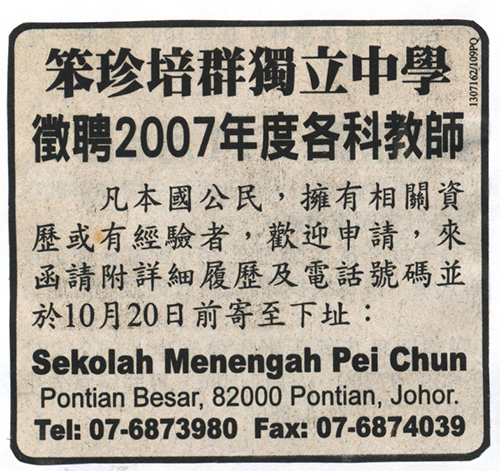 笨珍培群獨立中學
徵聘2007年度各科教師
凡本國公民，擁有相關資
歷或有經驗者，歡迎申請，來
函請附詳細履歷及電話號碼並
於10月20日前寄至下址：
Sekolah Menengah Pei Chun
Pontian Besar, 82000 Pontian, Johor.
Tel: 07-6873980 Fax: 07-6874039
1307162/1099PQ